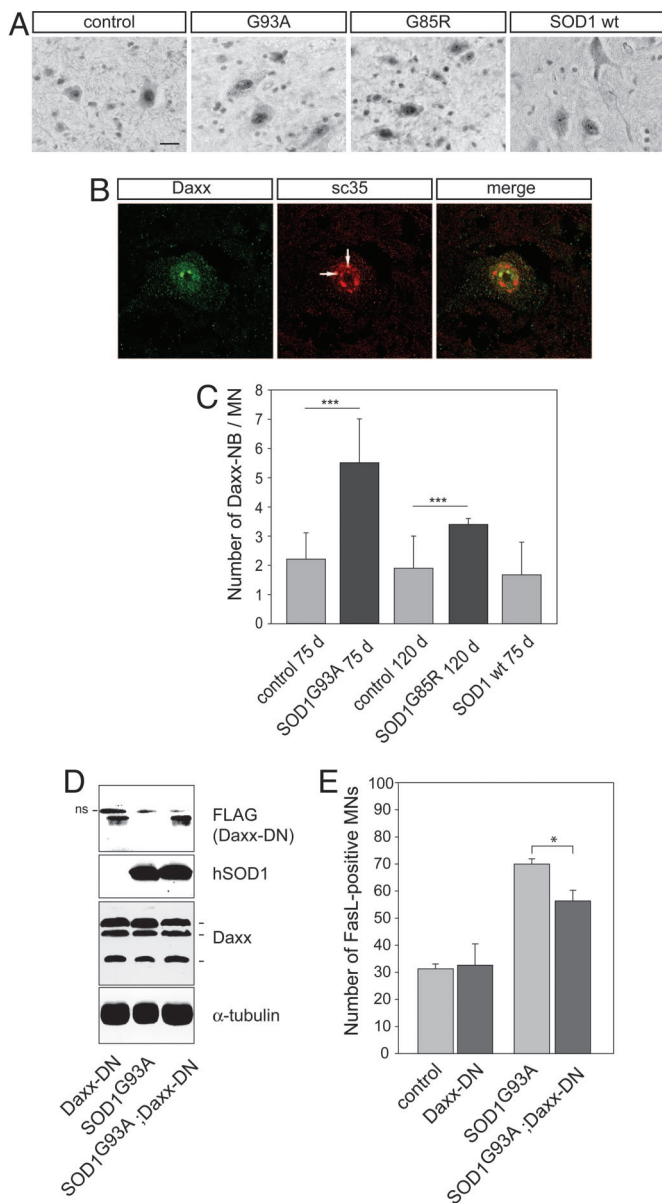 A
control G93A G85R SOD1 wt
B
Daxx sc35 merge
C
Number of Daxx-NB / MN
8
7
6
5
4
3
2
1
0
***
***
control 75 d
SOD1G93A 75 d
control 120 d
SOD1G85R 120 d
SOD1 wt 75 d
D
ns
FLAG
(Daxx-DN)
hSOD1
Daxx
α-tubulin
Daxx-DN
SOD1G93A
SOD1G93A ;Daxx-DN
E
Number of FasL-positive MNs
100
90
80
70
60
50
40
30
20
10
0
*
control
Daxx-DN
SOD1G93A
SOD1G93A ;Daxx-DN